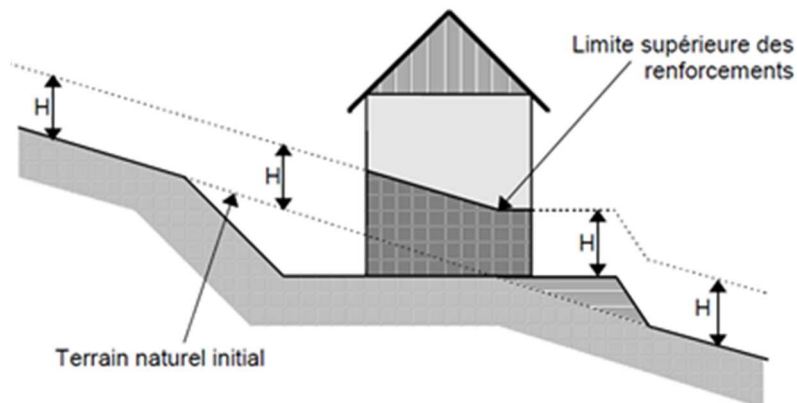 Limite supérieure des
renforcements
H
H
H
H
Terrain naturel initial